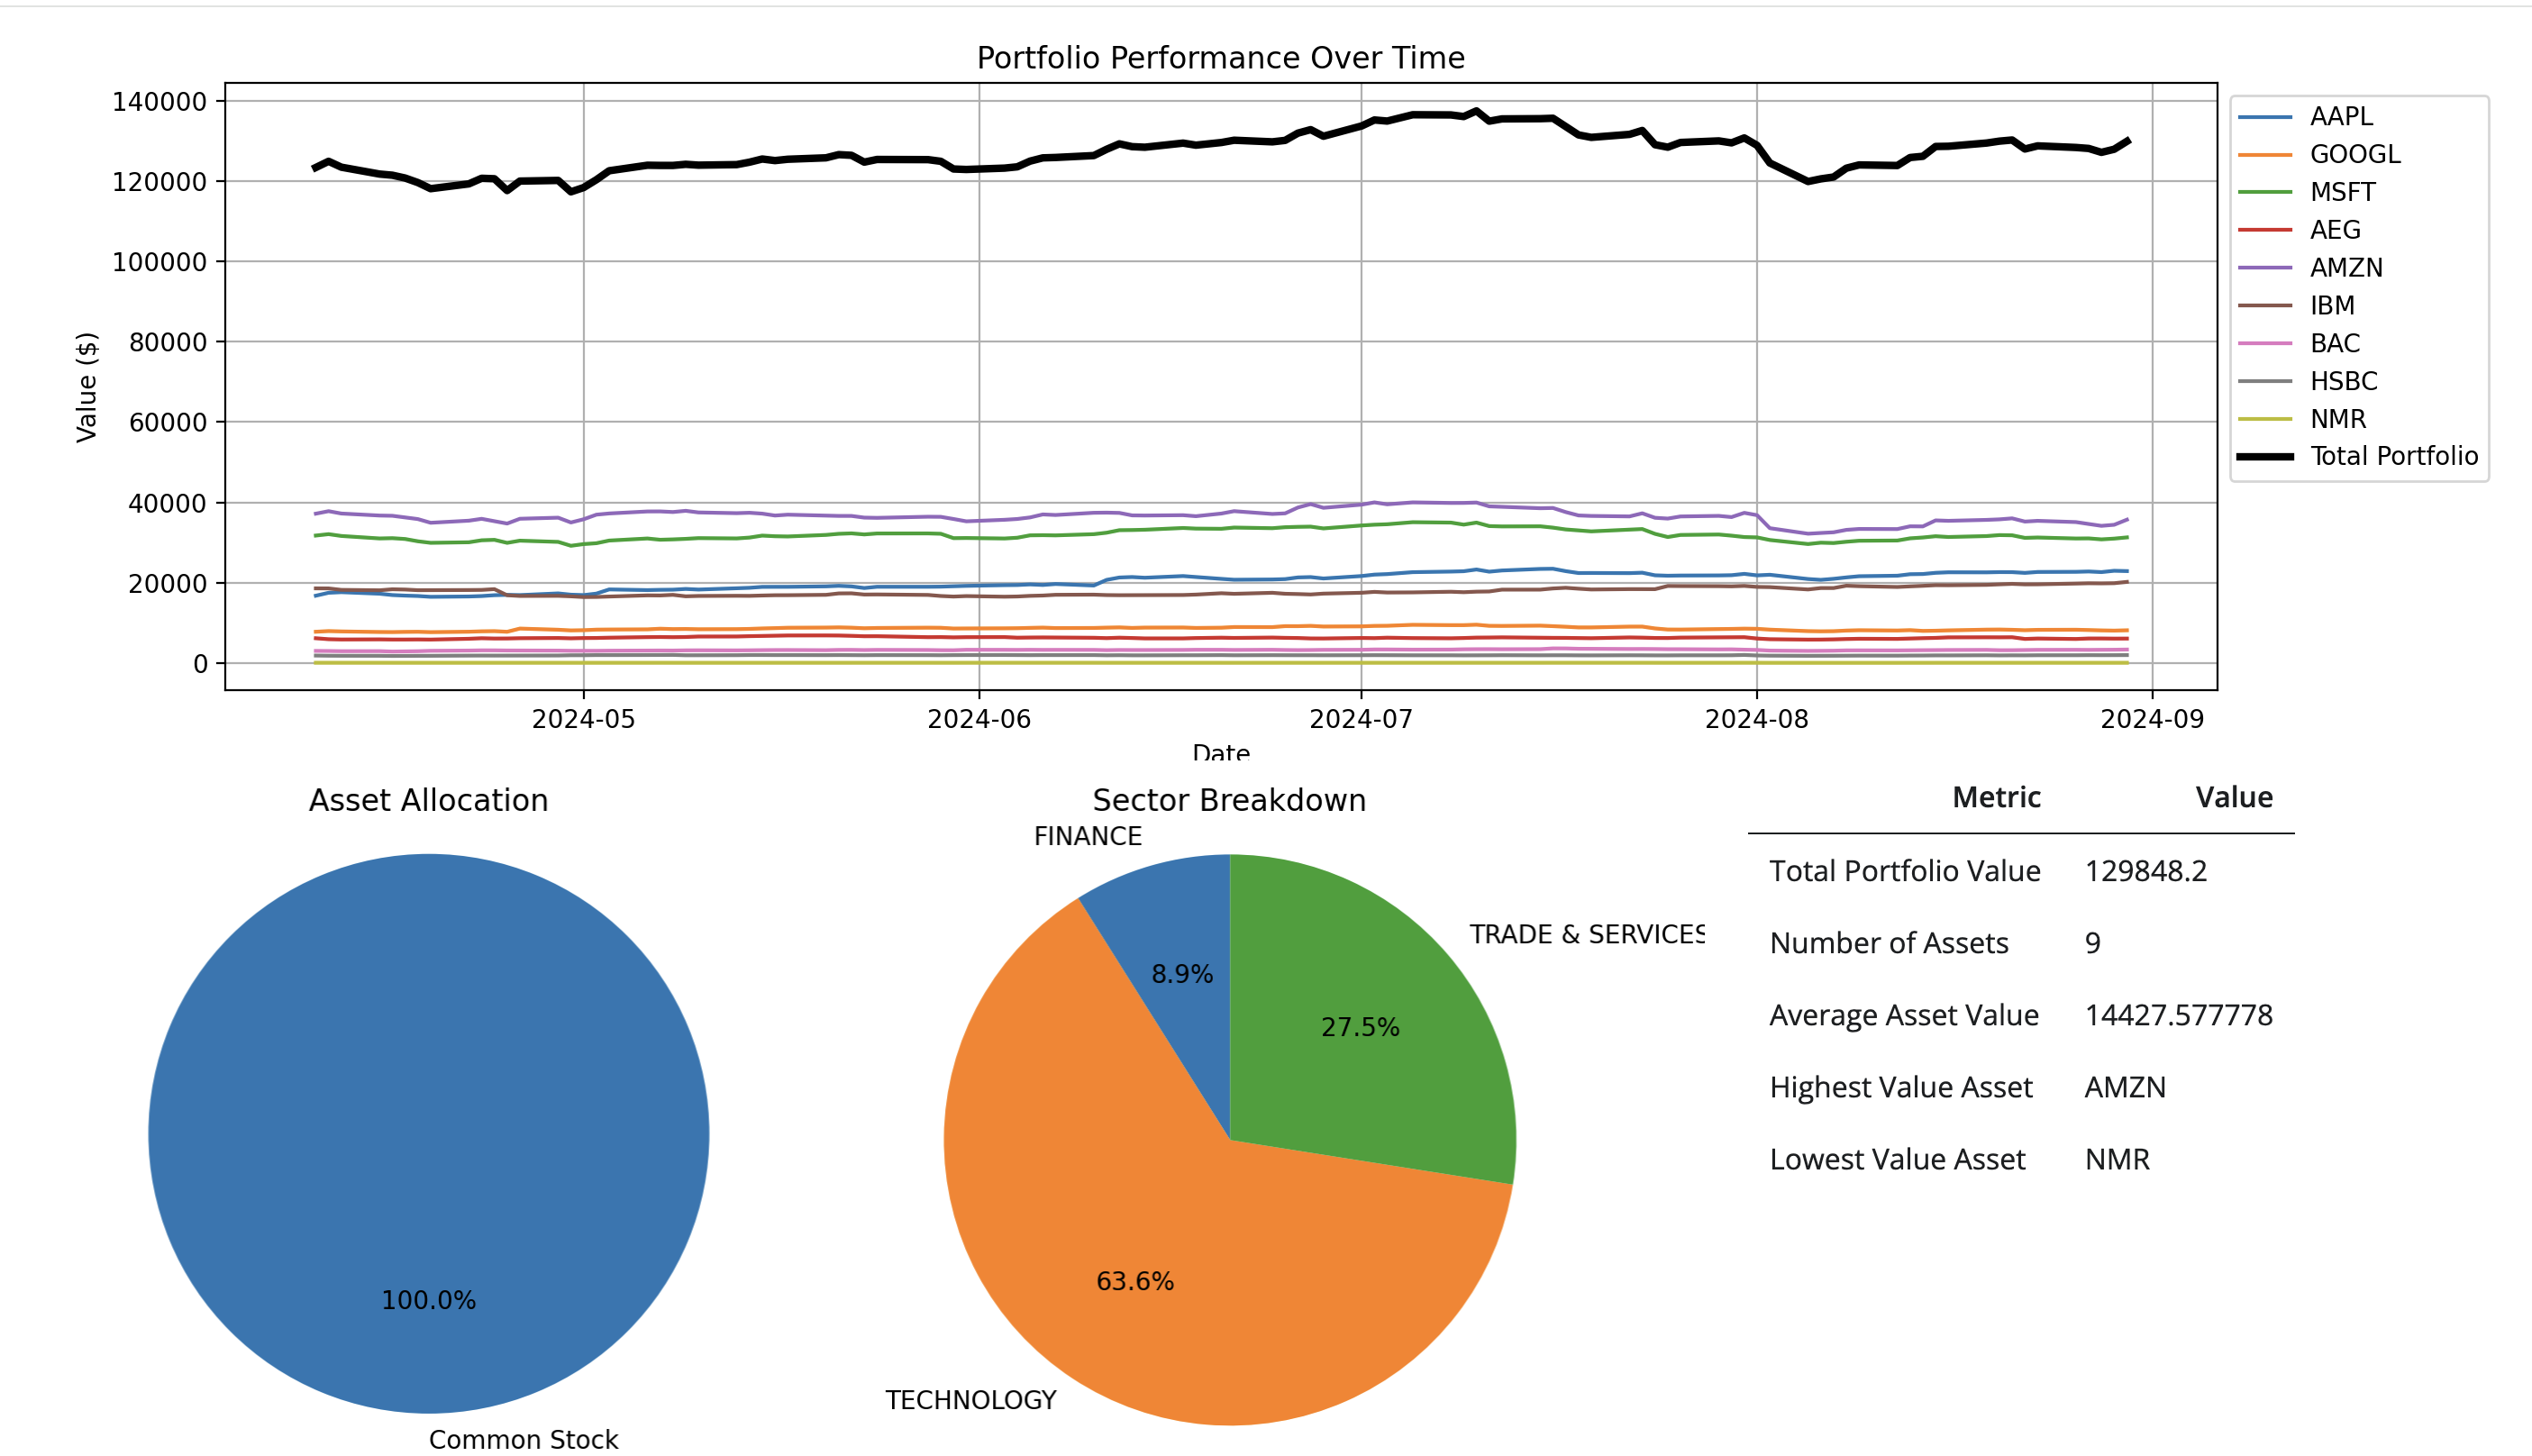 Portfolio Performance Over Time
Value ($)
140000
120000
100000
80000
60000
40000
20000
0
2024-05 2024-06 2024-07 2024-08 2024-09
Date
AAPL
GOOGL
MSFT
AEG
AMZN
IBM
BAC
HSBC
NMR
Total Portfolio
Asset Allocation
100.0%
Common Stock
Sector Breakdown
FINANCE
TRADE & SERVICES
8.9%
27.5%
63.6%
TECHNOLOGY
Metric Value
Total Portfolio Value 129848.2
Number of Assets 9
Average Asset Value 14427.577778
Highest Value Asset AMZN
Lowest Value Asset NMR